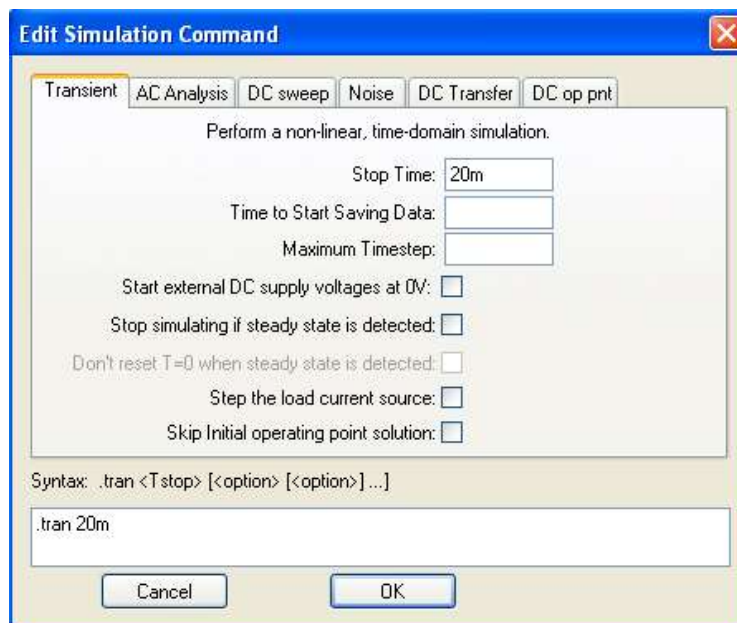 Edit Simulation Command
Transient AC Analysis DC sweep Noise DC Transfer DC op pnt
Perform a non-linear, time-domain simulation.
Stop Time: 20m
Time to Start Saving Data:
Maximum Timestep:
Start external DC supply voltages at 0V:
Stop simulating if steady state is detected:
Don't reset T=0 when steady state is detected:
Step the load current source:
Skip Initial operating point solution:
Syntax: .tran <Tstop> [<option> [<option>] ...]
.tran 20m
Cancel OK